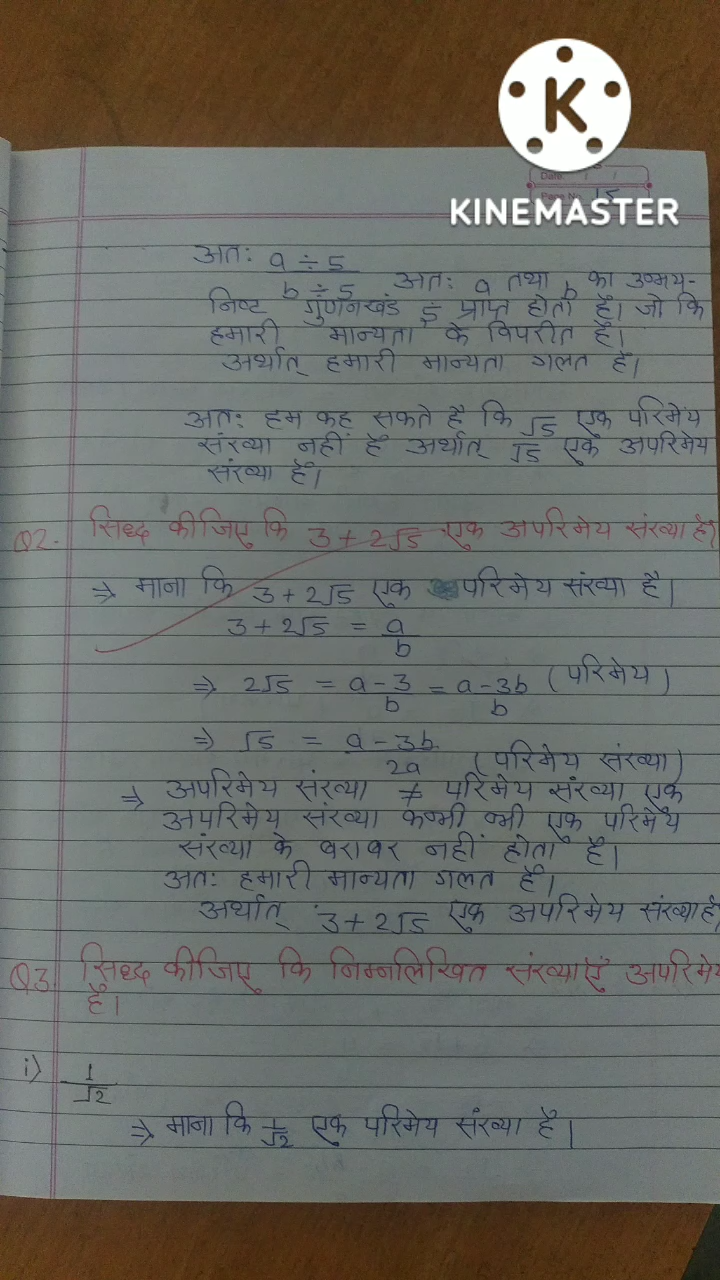 K
KINEMASTER
Date
Page No. 15
अतः a ÷ 5
b ÷ 5 अतः a तथा b का उभय-
निष्ट गुणनखंड 5 प्राप्त होता है। जो कि
हमारी मान्यता के विपरीत है।
अर्थात् हमारी मान्यता गलत है।
अतः हम कह सकते है कि √5 एक परिमेय
संख्या नहीं है अर्थात् √5 एक अपरिमेय
संख्या है।
Q2. सिध्द कीजिए कि 3 + 2√5 एक अपरिमेय संख्या है।
⇒ माना कि 3 + 2√5 एक परिमेय संख्या है।
3 + 2√5 = a/b
⇒ 2√5 = a - 3/b = a - 3b/b (परिमेय)
⇒ √5 = a - 3b/2a (परिमेय संख्या)
⇒ अपरिमेय संख्या ≠ परिमेय संख्या एक
अपरिमेय संख्या कभी भी एक परिमेय
संख्या के बराबर नहीं होता है।
अतः हमारी मान्यता गलत है।
अर्थात् 3 + 2√5 एक अपरिमेय संख्या है
Q3 सिध्द कीजिए कि निम्नलिखित संख्याएँ अपरिमेय
है।
i) 1/√2
⇒ माना कि 1/√2 एक परिमेय संख्या है।